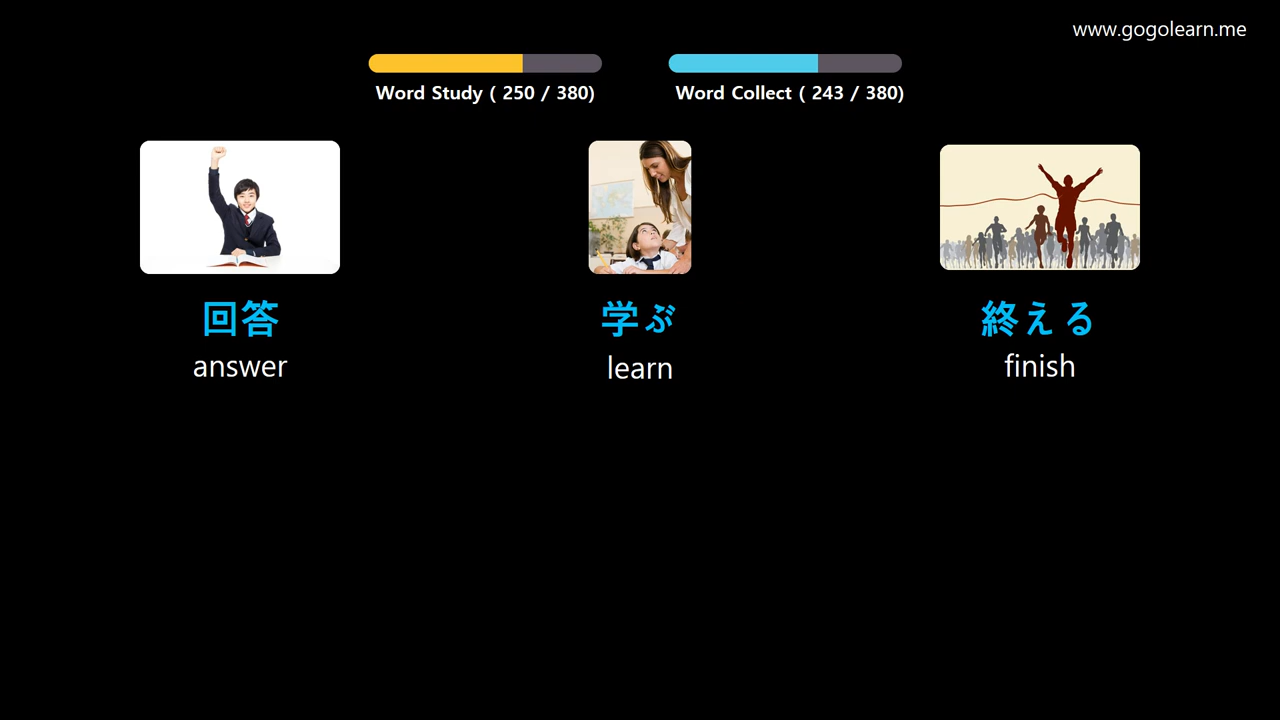 www.gogolearn.me
Word Study ( 250 / 380)
Word Collect ( 243 / 380)
回答
学ぶ
終える
answer
learn
finish